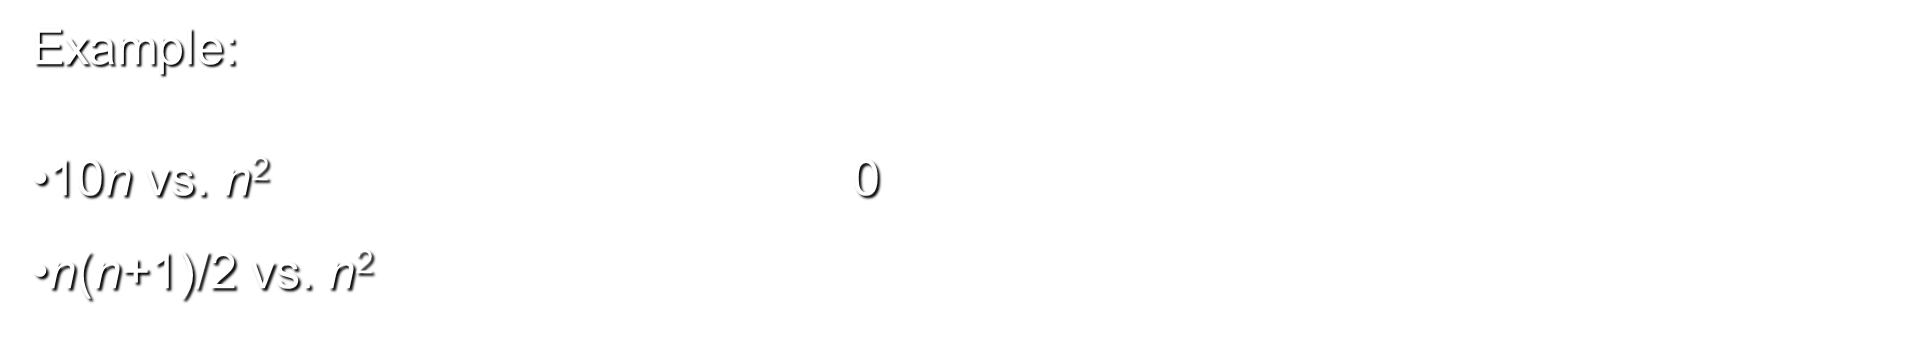 Example:
•10n vs. n² 0
•n(n+1)/2 vs. n²